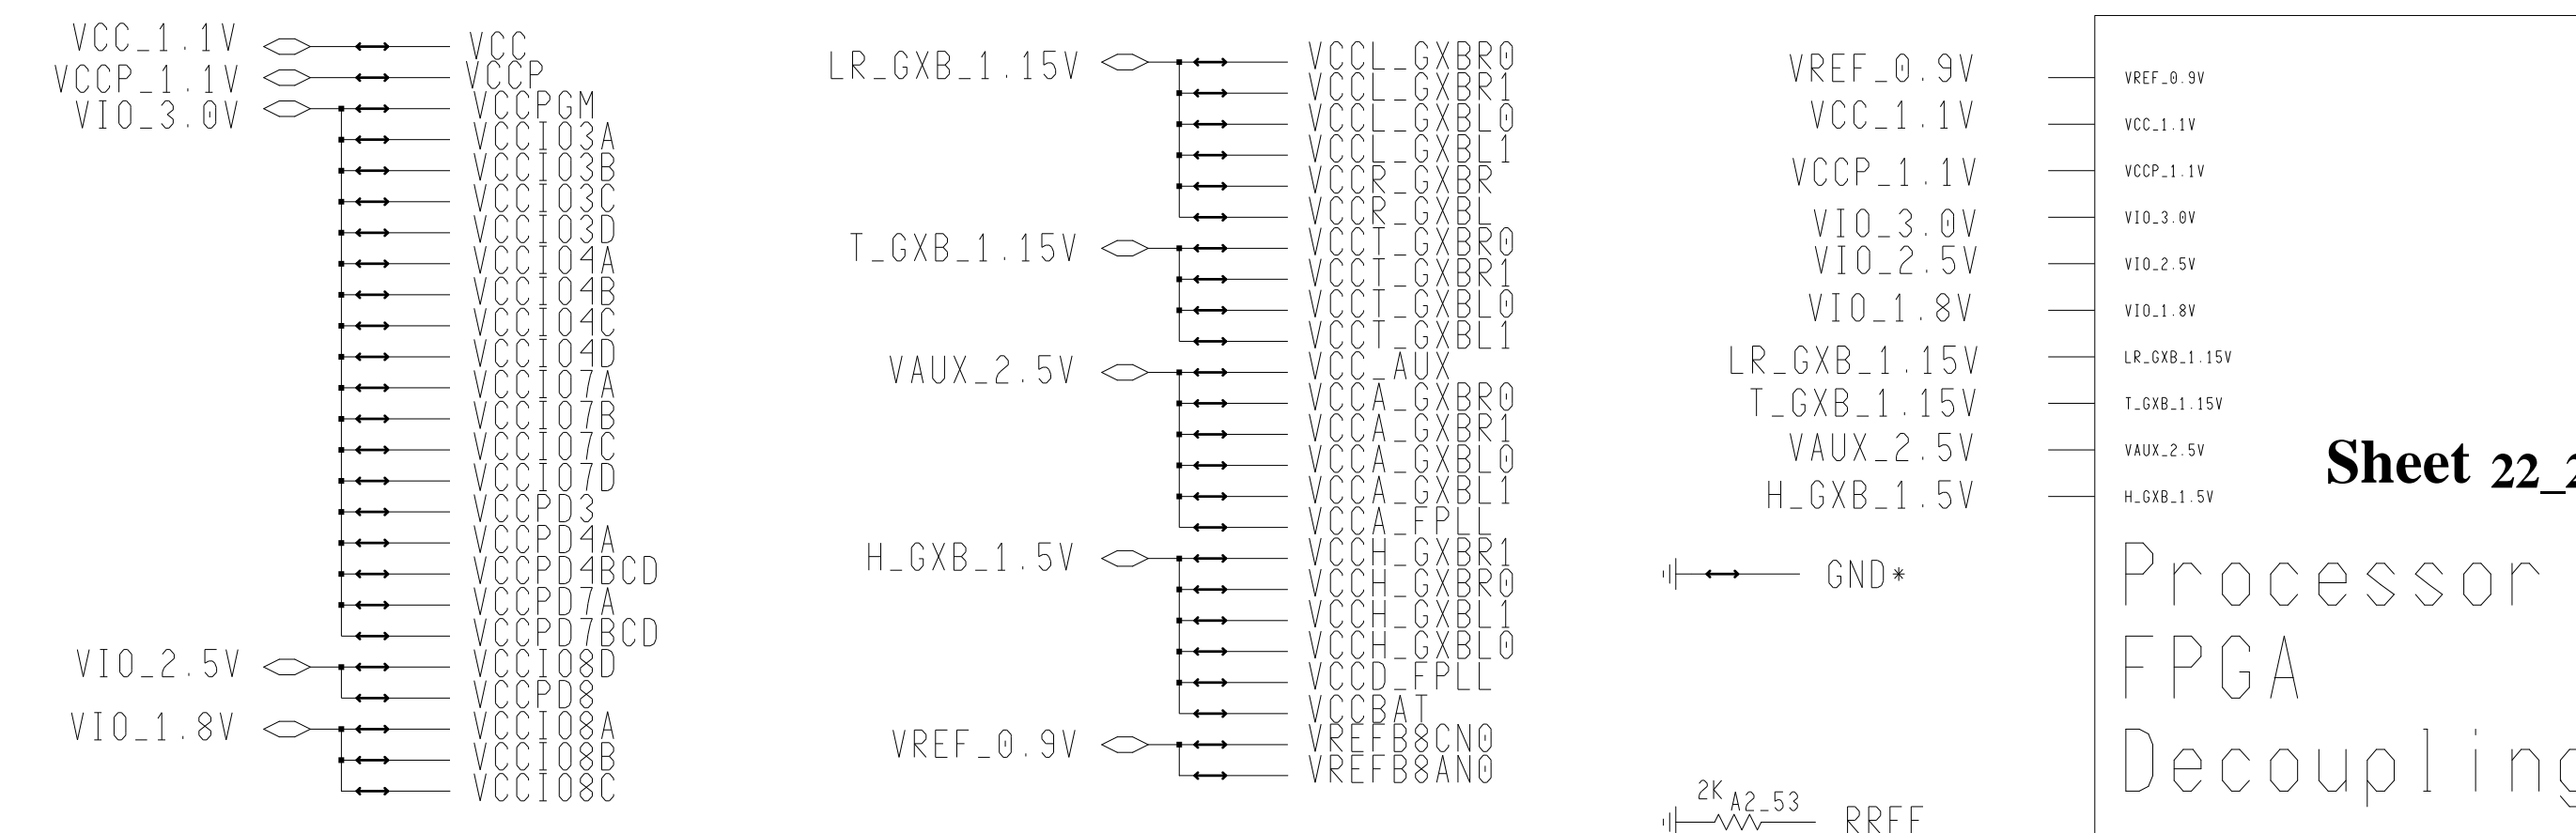 VCC_1.1V
VCCP_1.1V
VIO_3.0V
VIO_2.5V
VIO_1.8V
VCC
VCCP
VCCPGM
VCCIO3A
VCCIO3B
VCCIO3C
VCCIO3D
VCCIO4A
VCCIO4B
VCCIO4C
VCCIO4D
VCCIO7A
VCCIO7B
VCCIO7C
VCCIO7D
VCCPD3
VCCPD4A
VCCPD4BCD
VCCPD7A
VCCPD7BCD
VCCIO8D
VCCPD8
VCCIO8A
VCCIO8B
VCCIO8C
LR_GXB_1.15V
T_GXB_1.15V
VAUX_2.5V
H_GXB_1.5V
VREF_0.9V
VCCL_GXBR0
VCCL_GXBR1
VCCL_GXBL0
VCCL_GXBL1
VCCR_GXBR
VCCR_GXBL
VCCT_GXBR0
VCCT_GXBR1
VCCT_GXBL0
VCCT_GXBL1
VCC_AUX
VCCA_GXBR0
VCCA_GXBR1
VCCA_GXBL0
VCCA_GXBL1
VCCA_FPLL
VCCH_GXBR1
VCCH_GXBR0
VCCH_GXBL1
VCCH_GXBL0
VCCD_FPLL
VCCBAT
VREFB8CN0
VREFB8AN0
VREF_0.9V
VCC_1.1V
VCCP_1.1V
VIO_3.0V
VIO_2.5V
VIO_1.8V
LR_GXB_1.15V
T_GXB_1.15V
VAUX_2.5V
H_GXB_1.5V
GND*
2K A2_53
RREF
VREF_0.9V
VCC_1.1V
VCCP_1.1V
VIO_3.0V
VIO_2.5V
VIO_1.8V
LR_GXB_1.15V
T_GXB_1.15V
VAUX_2.5V
H_GXB_1.5V
Sheet 22_2
Processor
FPGA
Decoupling